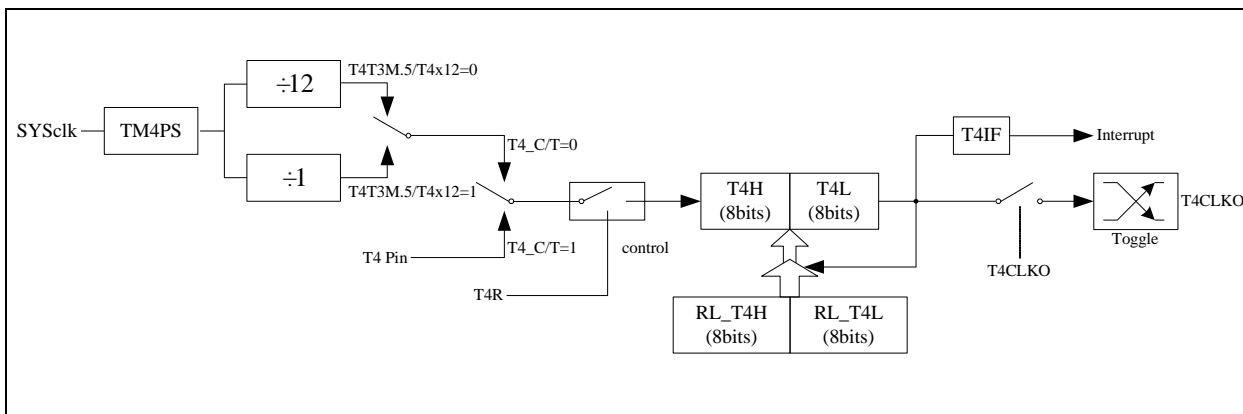 ÷12
T4T3M.5/T4x12=0
SYSclk
TM4PS
T4IF
Interrupt
T4_C/T=0
÷1
T4T3M.5/T4x12=1
T4H
(8bits)
T4L
(8bits)
T4CLKO
Toggle
T4_C/T=1
control
T4 Pin
T4CLKO
T4R
RL_T4H
(8bits)
RL_T4L
(8bits)